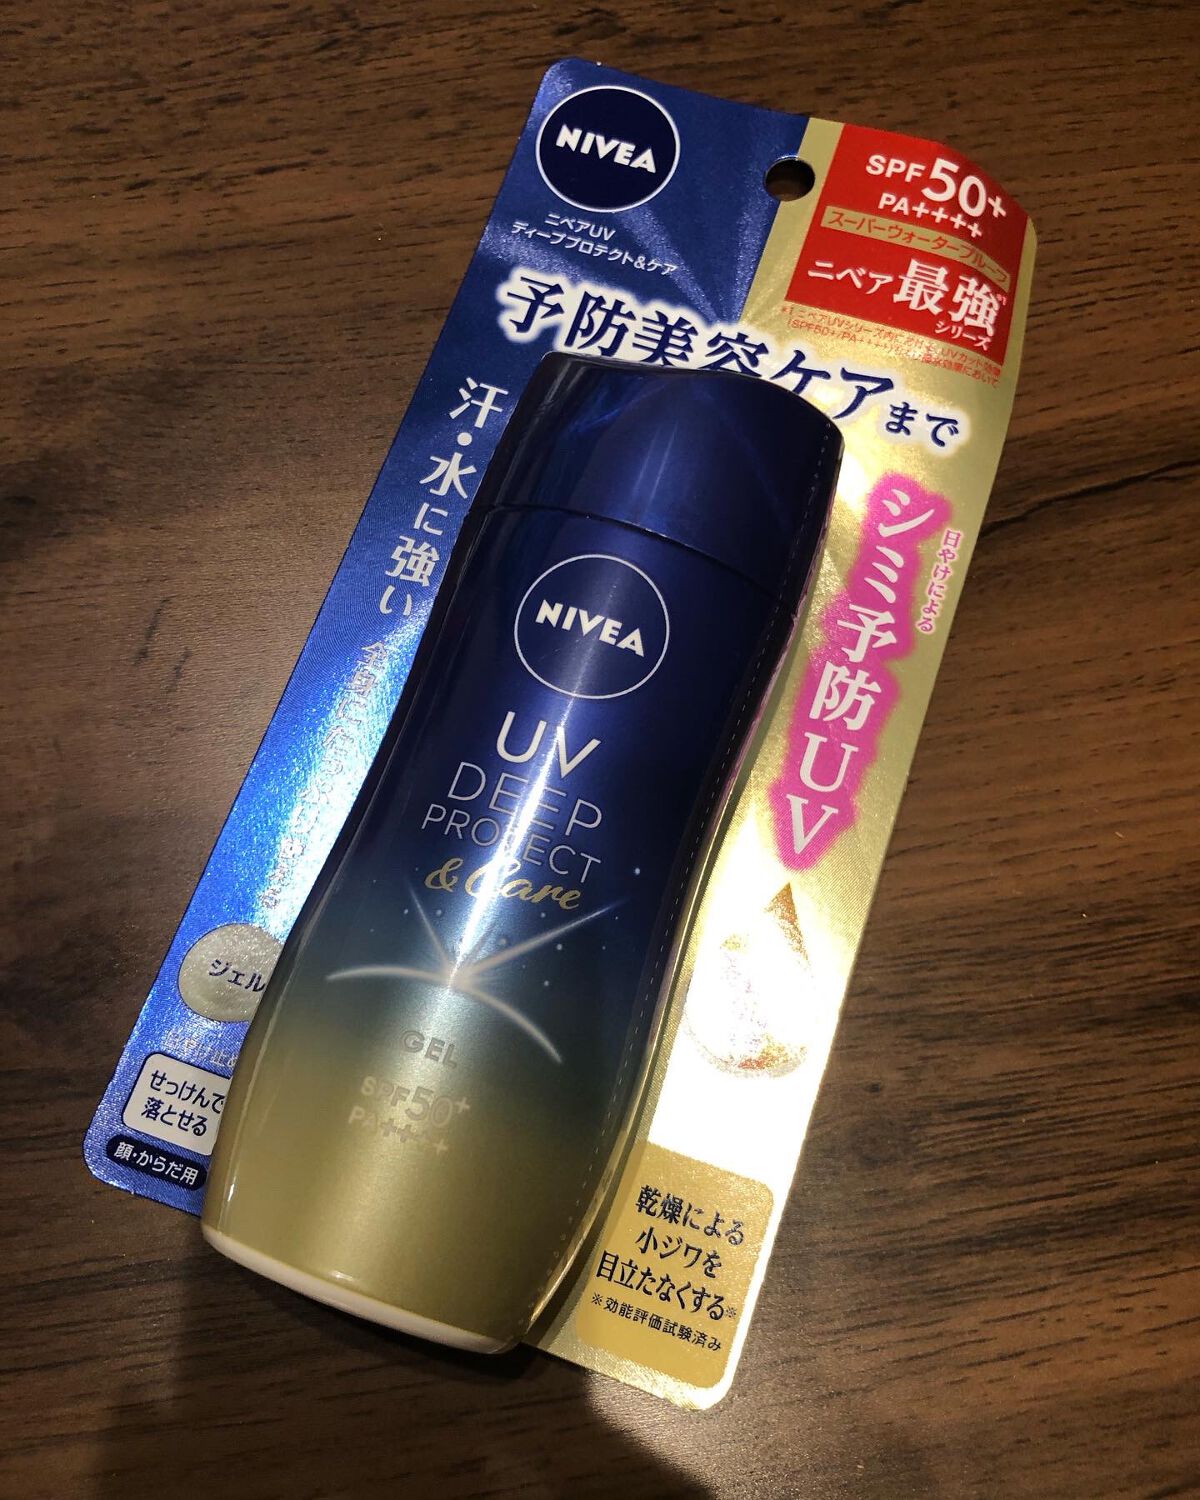 NIVEA
ニベアUV
ディーププロテクト&ケア
SPF50+
PA++++
スーパーウォータープルーフ
ニベア最強※1
シリーズ
予防美容ケアまで
汗・水に強い
日やけによる
シミ予防UV
NIVEA
UV
DEEP
PROTECT
& Care
GEL
SPF50+
PA++++
ジェル
せっけんで
落とせる
顔・からだ用
乾燥による
小ジワを
目立たなくする※
※効能評価試験済み